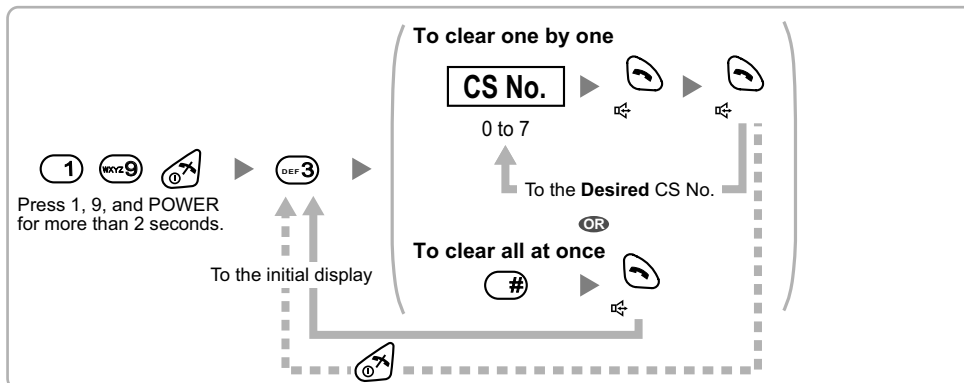 To clear one by one
CS No.
0 to 7
1 WXYZ9 DEF3
Press 1, 9, and POWER
for more than 2 seconds.
To the Desired CS No.
OR
To clear all at once
To the initial display
#